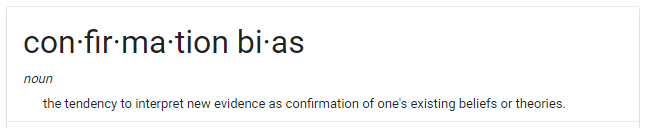 con·fir·ma·tion bi·as
noun
the tendency to interpret new evidence as confirmation of one's existing beliefs or theories.